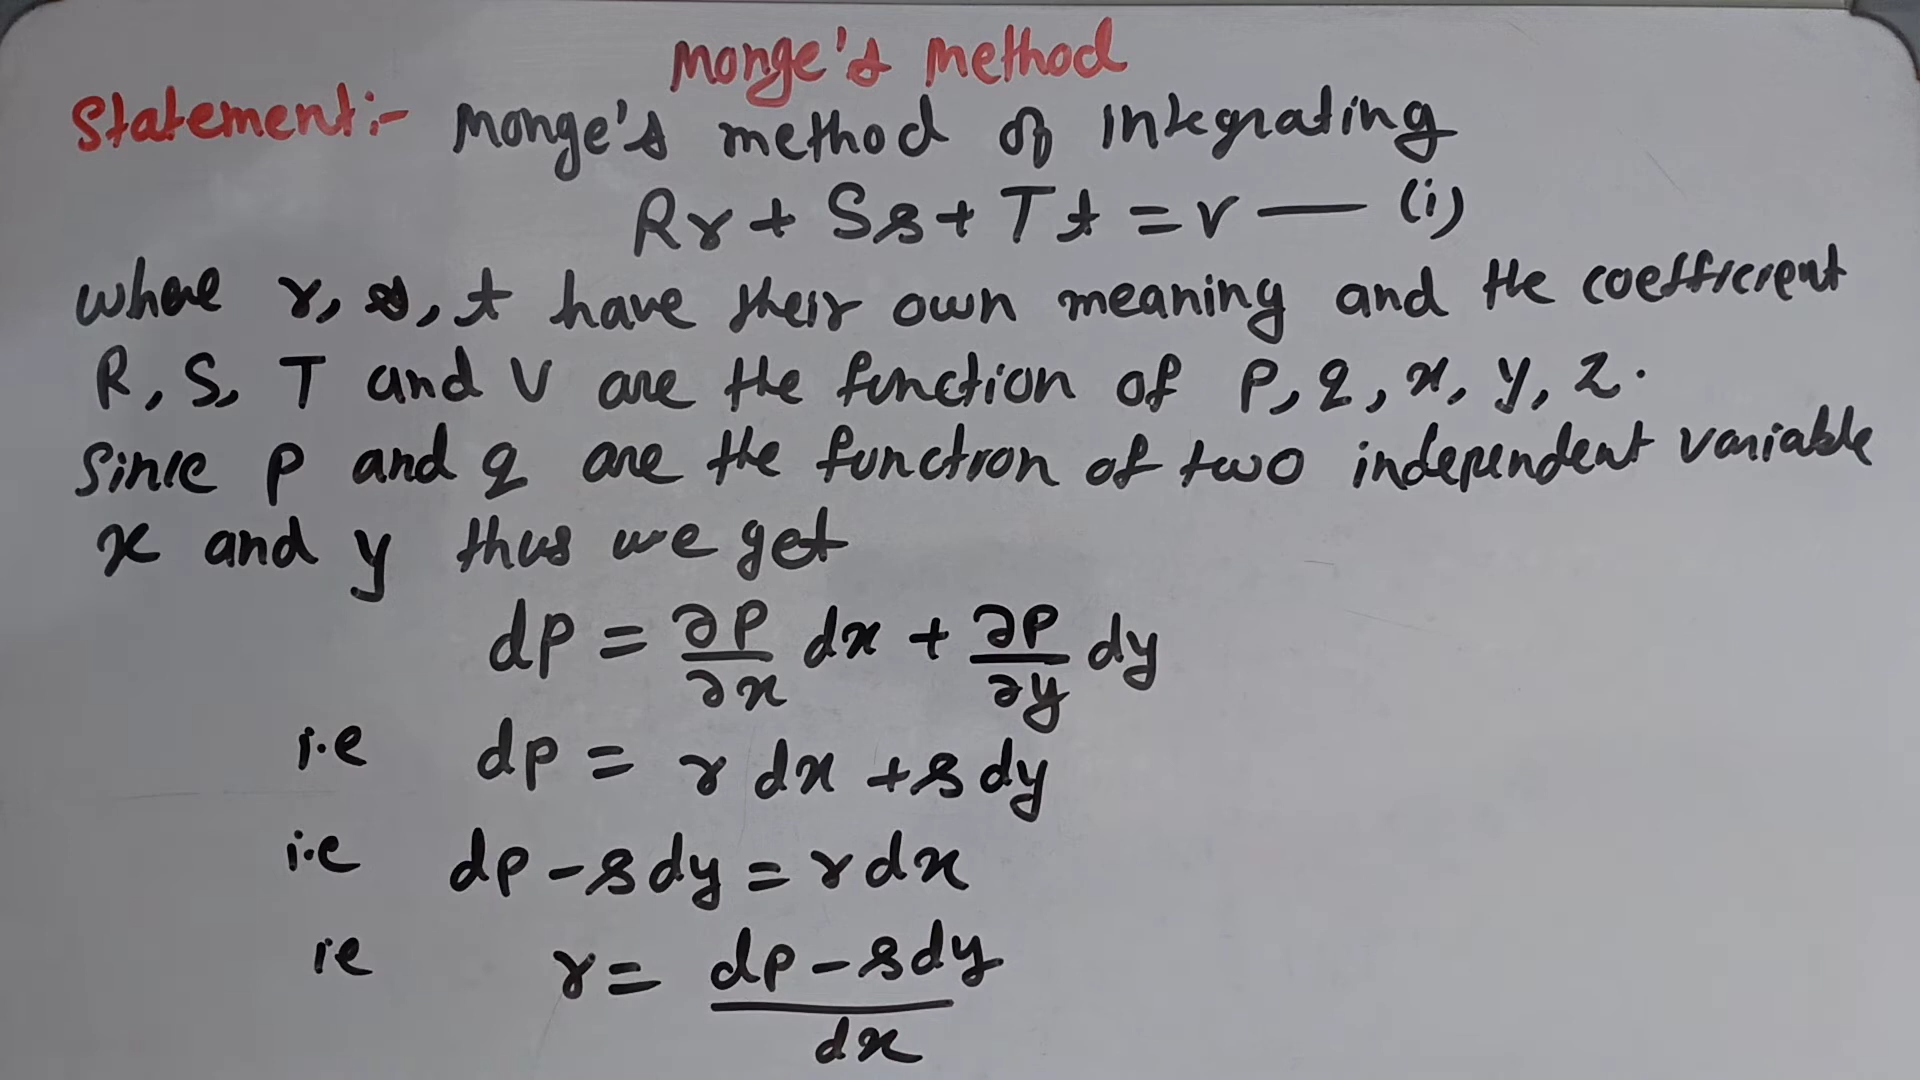 Monge's Method
Statement:- Monge's method of Integrating
Rr + Ss + Tt = V — (i)
where r, s, t have their own meaning and the coefficient
R, S, T and V are the function of P, q, x, y, z.
Since p and q are the function of two independent variable
x and y thus we get
dp = ∂P/∂x dx + ∂P/∂y dy
i.e dp = r dx + s dy
i.e dp - s dy = r dx
ie r = dp - s dy / dx